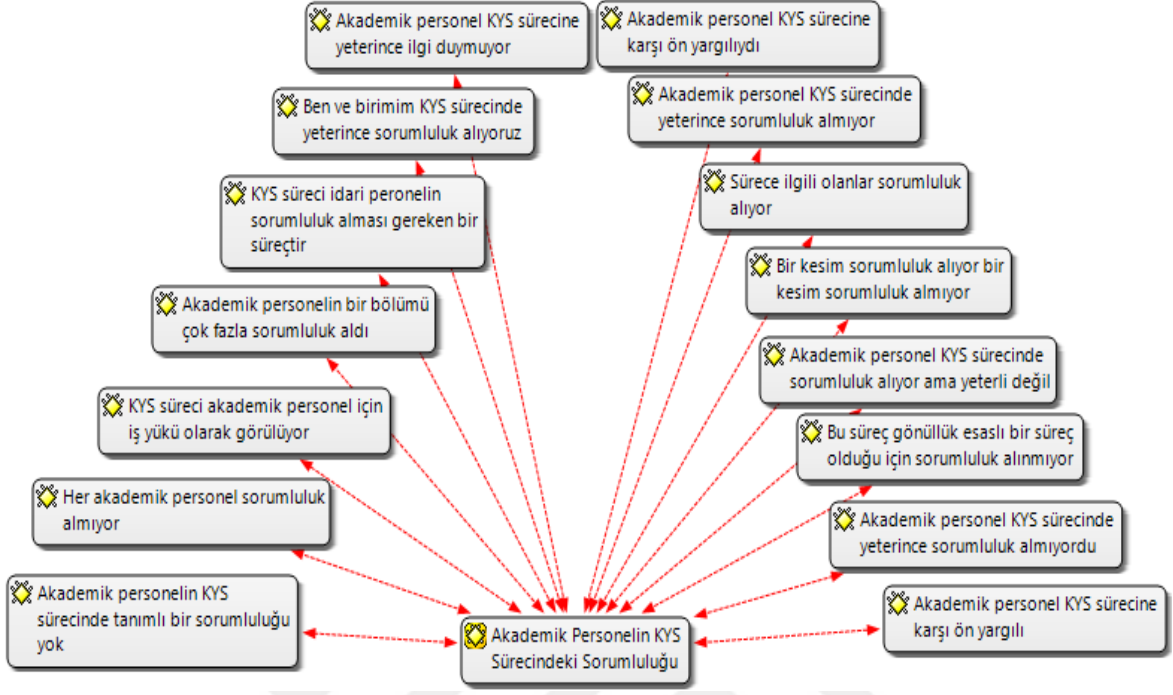 Akademik personel KYS sürecine
yeterince ilgi duymuyor
Akademik personel KYS sürecine
karşı ön yargılıydı
Ben ve birimim KYS sürecinde
yeterince sorumluluk alıyoruz
Akademik personel KYS sürecinde
yeterince sorumluluk almıyor
KYS süreci idari peronelin
sorumluluk alması gereken bir
süreçtir
Sürece ilgili olanlar sorumluluk
alıyor
Bir kesim sorumluluk alıyor bir
kesim sorumluluk almıyor
Akademik personelin bir bölümü
çok fazla sorumluluk aldı
Akademik personel KYS sürecinde
sorumluluk alıyor ama yeterli değil
KYS süreci akademik personel için
iş yükü olarak görülüyor
Bu süreç gönüllük esaslı bir süreç
olduğu için sorumluluk alınmıyor
Her akademik personel sorumluluk
almıyor
Akademik personel KYS sürecinde
yeterince sorumluluk almıyordu
Akademik personelin KYS
sürecinde tanımlı bir sorumluluğu
yok
Akademik personel KYS sürecine
karşı ön yargılı
Akademik Personelin KYS
Sürecindeki Sorumluluğu